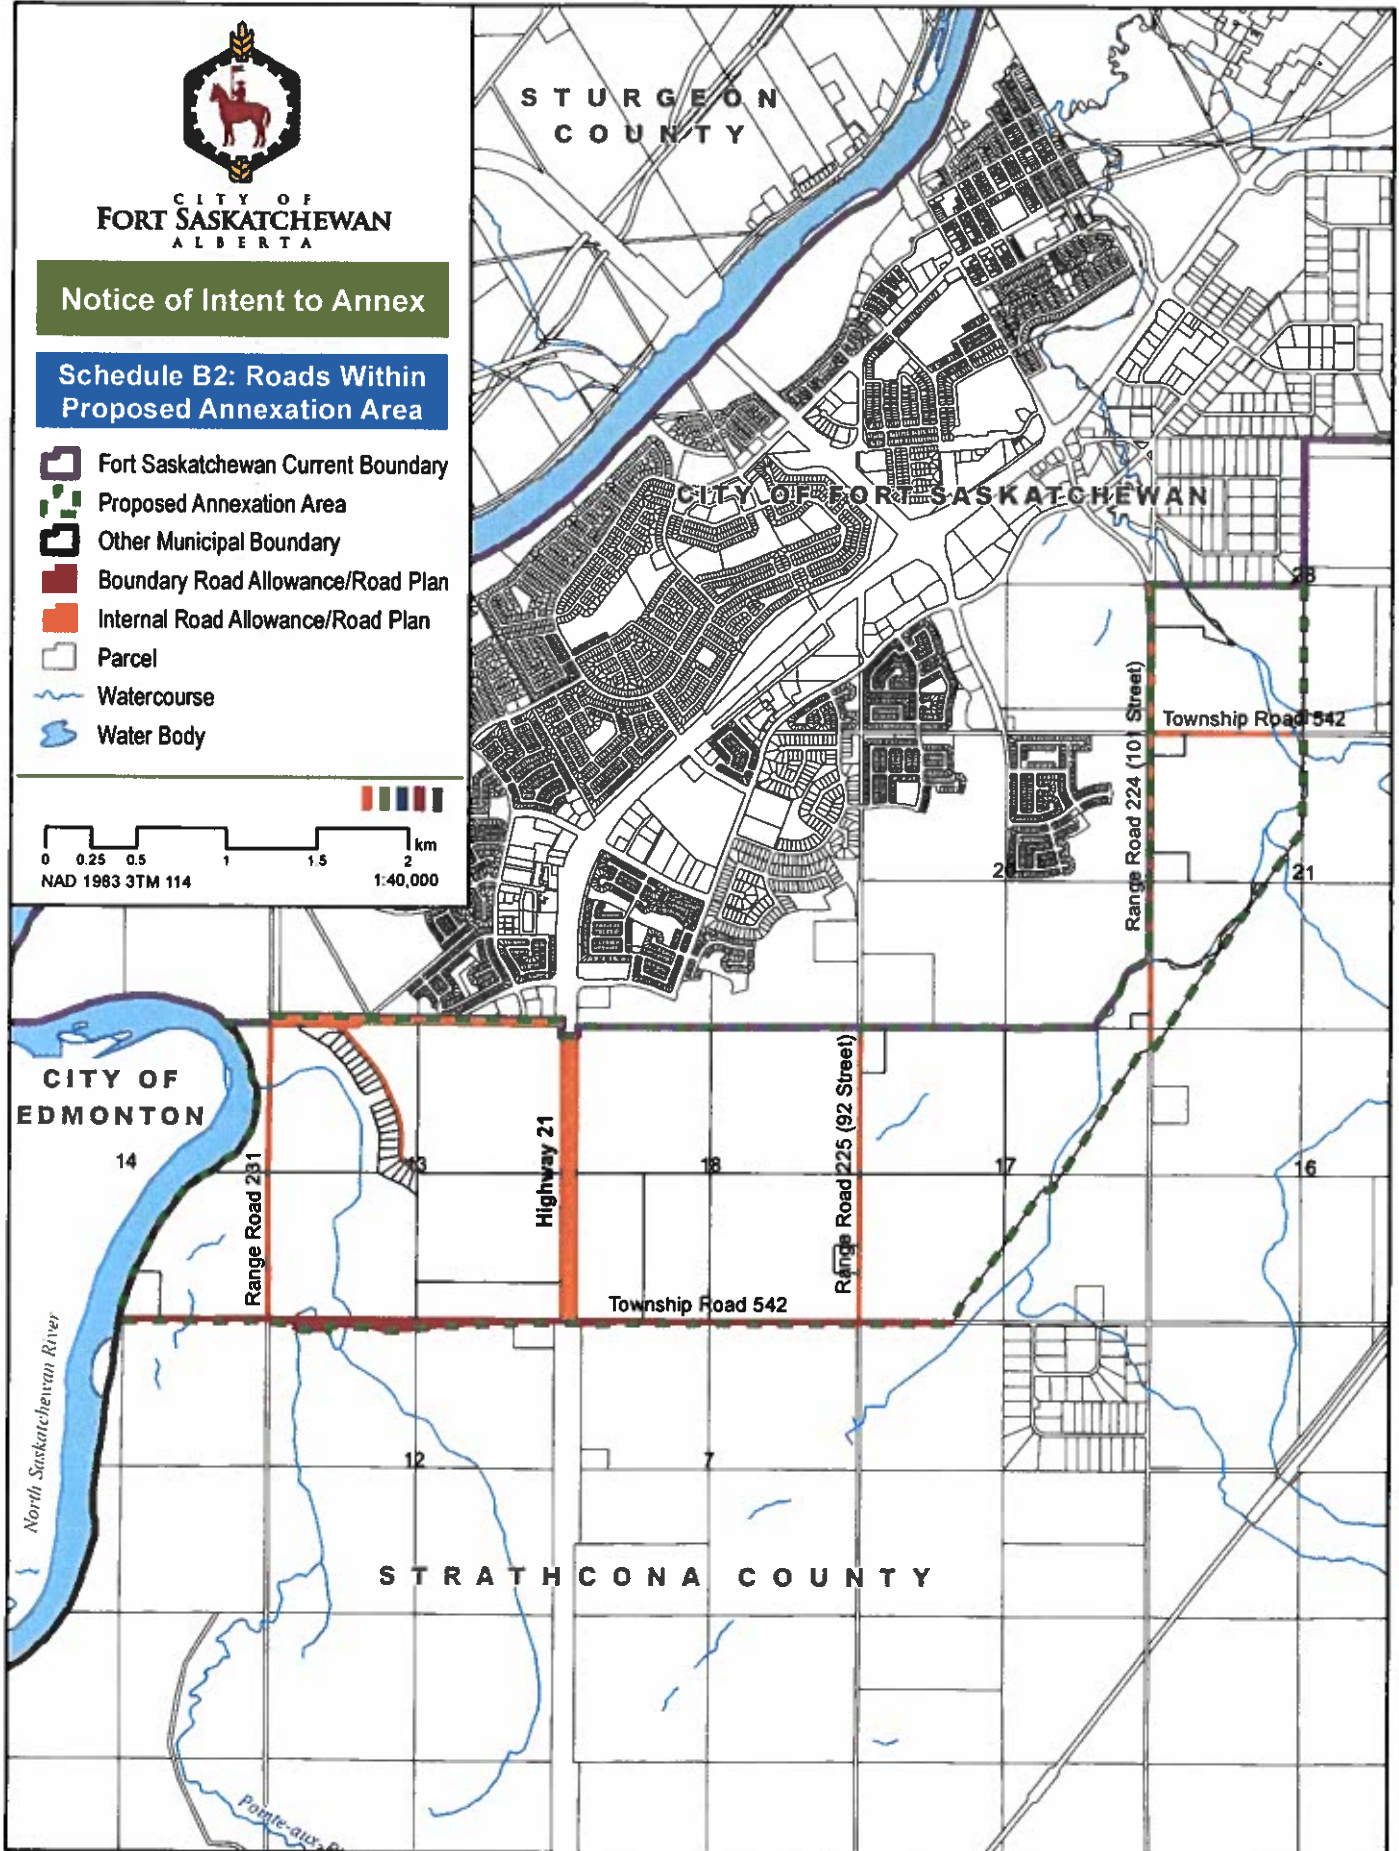 CITY OF
FORT SASKATCHEWAN
ALBERTA
Notice of Intent to Annex
Schedule B2: Roads Within
Proposed Annexation Area
Fort Saskatchewan Current Boundary
Proposed Annexation Area
Other Municipal Boundary
Boundary Road Allowance/Road Plan
Internal Road Allowance/Road Plan
Parcel
Watercourse
Water Body
0 0.25 0.5 1 1.5 2 km
NAD 1983 3TM 114 1:40,000
STURGEON
COUNTY
CITY OF FORT SASKATCHEWAN
28
Township Road 542
Range Road 224 (101 Street)
20
21
CITY OF
EDMONTON
14
13
18
17
16
Range Road 231
Highway 21
Range Road 225 (92 Street)
Township Road 542
North Saskatchewan River
12
7
STRATHCONA COUNTY
Pointe-aux-